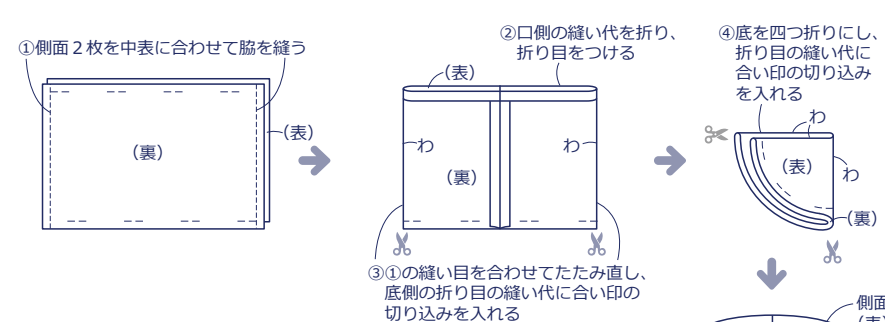 ①側面2枚を中表に合わせて脇を縫う
(裏)
(表)
②口側の縫い代を折り、
折り目をつける
(表)
わ
わ
(裏)
③①の縫い目を合わせてたたみ直し、
底側の折り目の縫い代に合い印の
切り込みを入れる
④底を四つ折りにし、
折り目の縫い代に
合い印の切り込み
を入れる
わ
(表)
わ
(裏)
側面